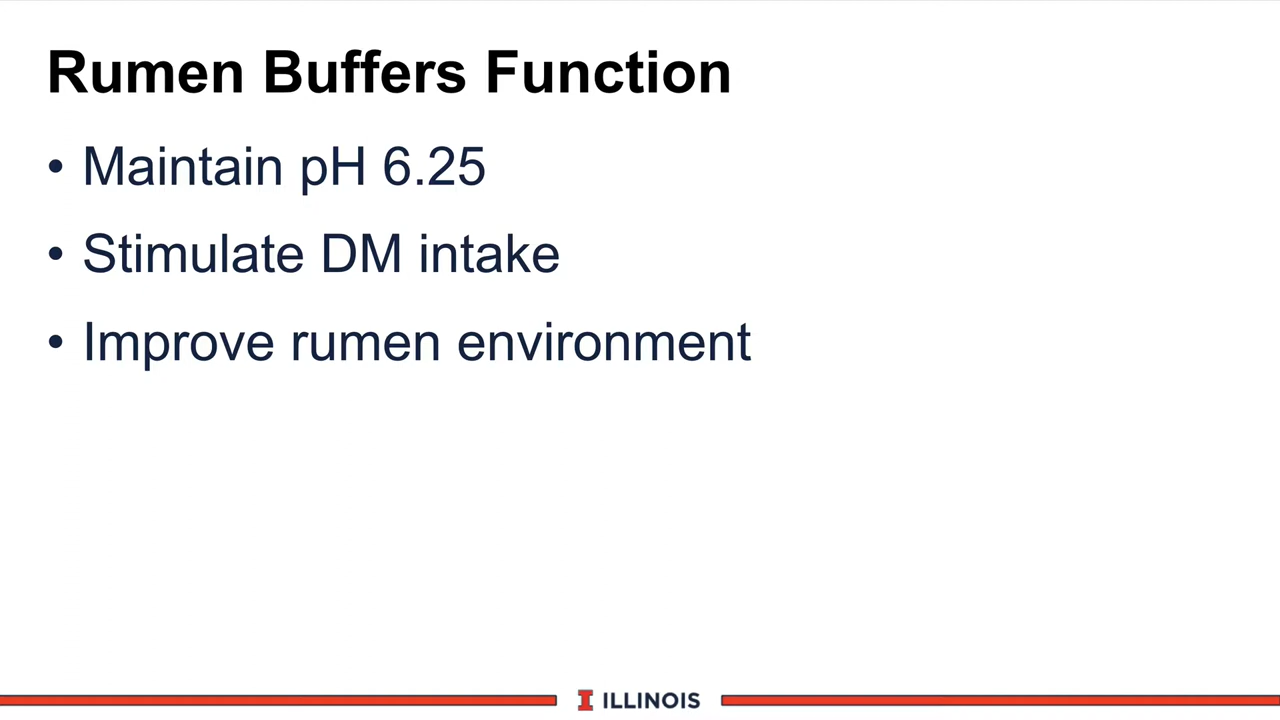 Rumen Buffers Function
• Maintain pH 6.25
• Stimulate DM intake
• Improve rumen environment
I ILLINOIS